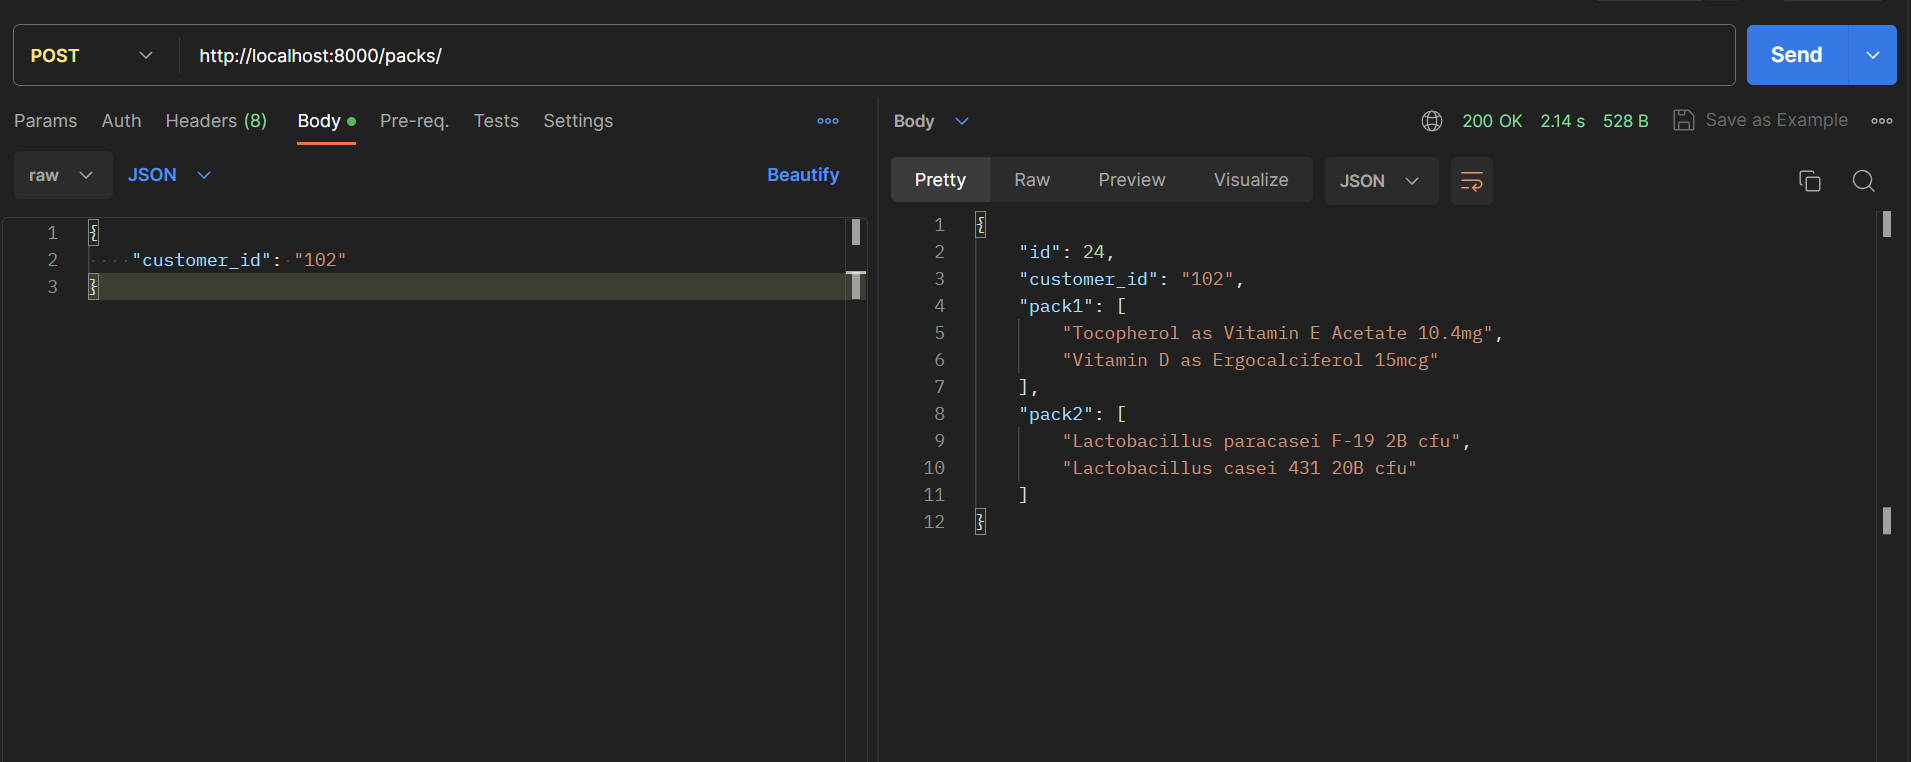 POST http://localhost:8000/packs/ Send
Params Auth Headers (8) Body Pre-req. Tests Settings
raw JSON Beautify
1 {
2 "customer_id": "102"
3 }
Body 200 OK 2.14 s 528 B Save as Example
Pretty Raw Preview Visualize JSON
1 {
2 "id": 24,
3 "customer_id": "102",
4 "pack1": [
5 "Tocopherol as Vitamin E Acetate 10.4mg",
6 "Vitamin D as Ergocalciferol 15mcg"
7 ],
8 "pack2": [
9 "Lactobacillus paracasei F-19 2B cfu",
10 "Lactobacillus casei 431 20B cfu"
11 ]
12 }